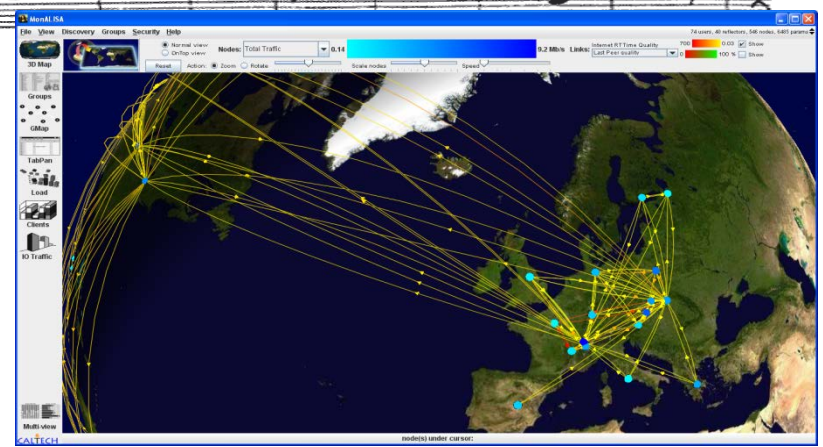 MonALISA
File View Discovery Groups Security Help
74 users, 40 reflectors, 346 nodes, 6465 params
3D Map
Normal view
OnTop view
Nodes: Total Traffic 0.14 9.2 Mb/s
Links: Internet RTTime Quality 700 0.03 Show
Last Peer quality 0 100 % Show
Reset Action: Zoom Rotate Scale nodes Speed
Groups
GMap
TabPan
Load
Clients
IO Traffic
Multi-view
CALTECH
node(s) under cursor: